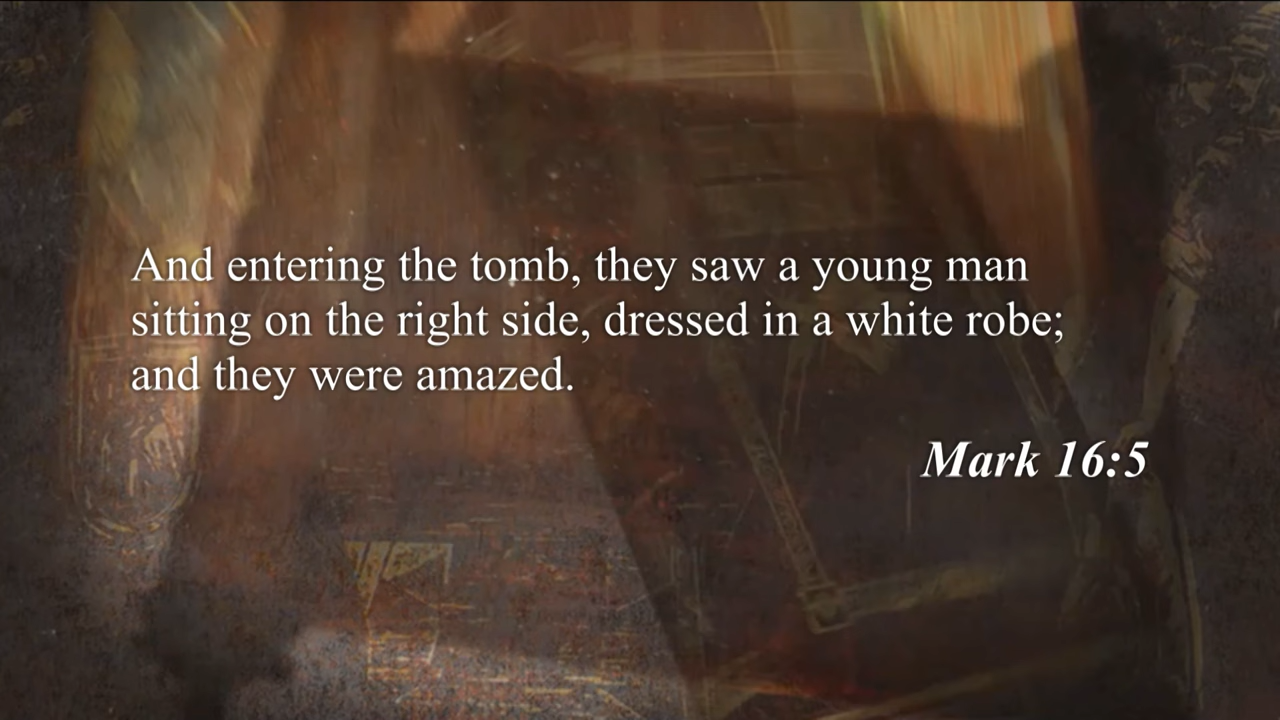 And entering the tomb, they saw a young man
sitting on the right side, dressed in a white robe;
and they were amazed.
Mark 16:5